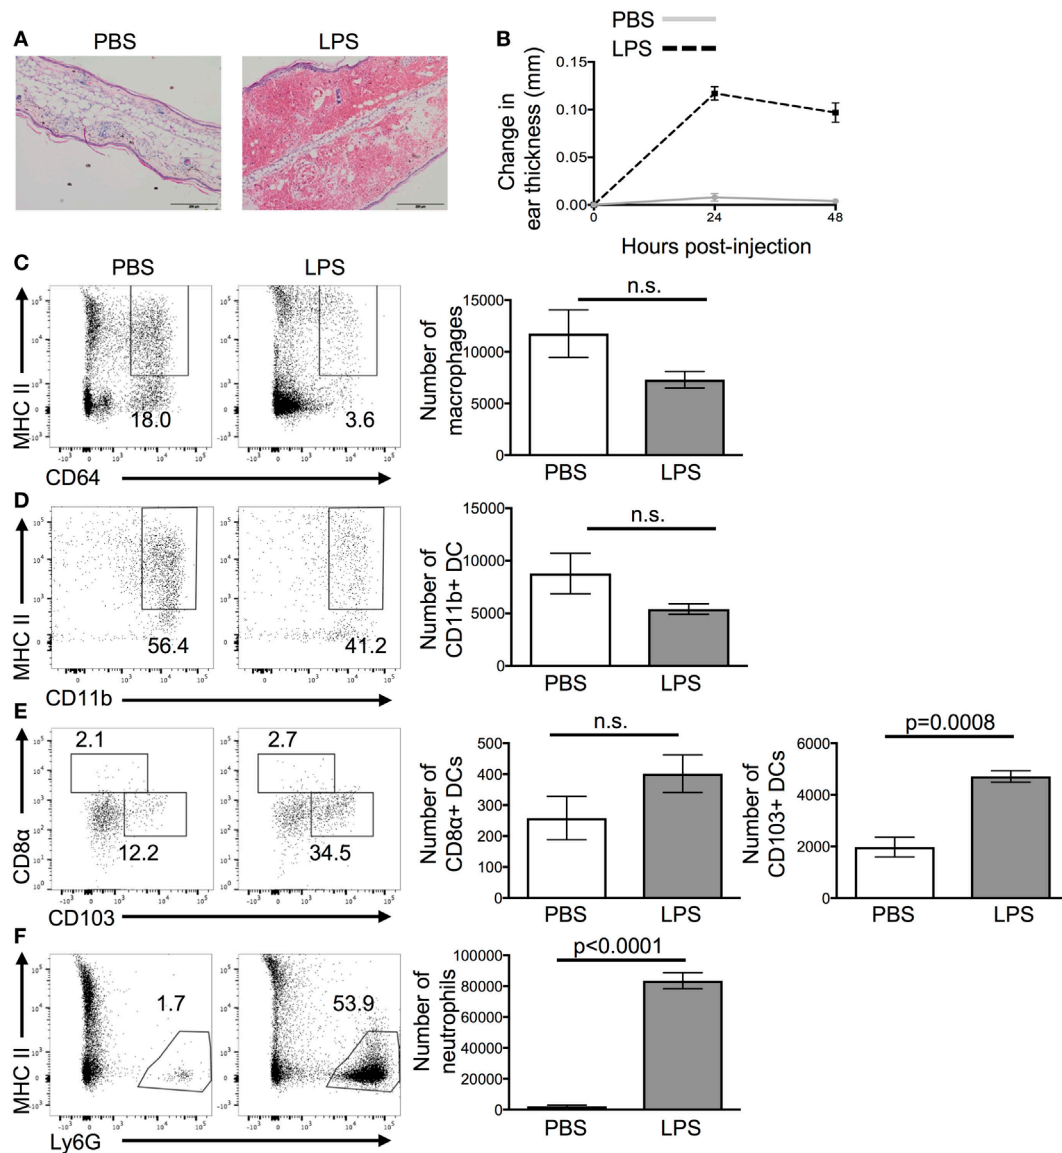 A
PBS
LPS
B
PBS
LPS
Change in
ear thickness (mm)
0.15
0.10
0.05
0.00
0
24
48
Hours post-injection
C
PBS
LPS
MHC II
18.0
3.6
CD64
Number of
macrophages
15000
10000
5000
0
n.s.
PBS
LPS
D
MHC II
56.4
41.2
CD11b
Number of
CD11b+ DC
15000
10000
5000
0
n.s.
PBS
LPS
E
CD8α
2.1
2.7
12.2
34.5
CD103
Number of
CD8α+ DCs
500
400
300
200
100
0
n.s.
PBS
LPS
Number of
CD103+ DCs
6000
4000
2000
0
p=0.0008
PBS
LPS
F
MHC II
1.7
53.9
Ly6G
Number of
neutrophils
100000
80000
60000
40000
20000
0
p<0.0001
PBS
LPS